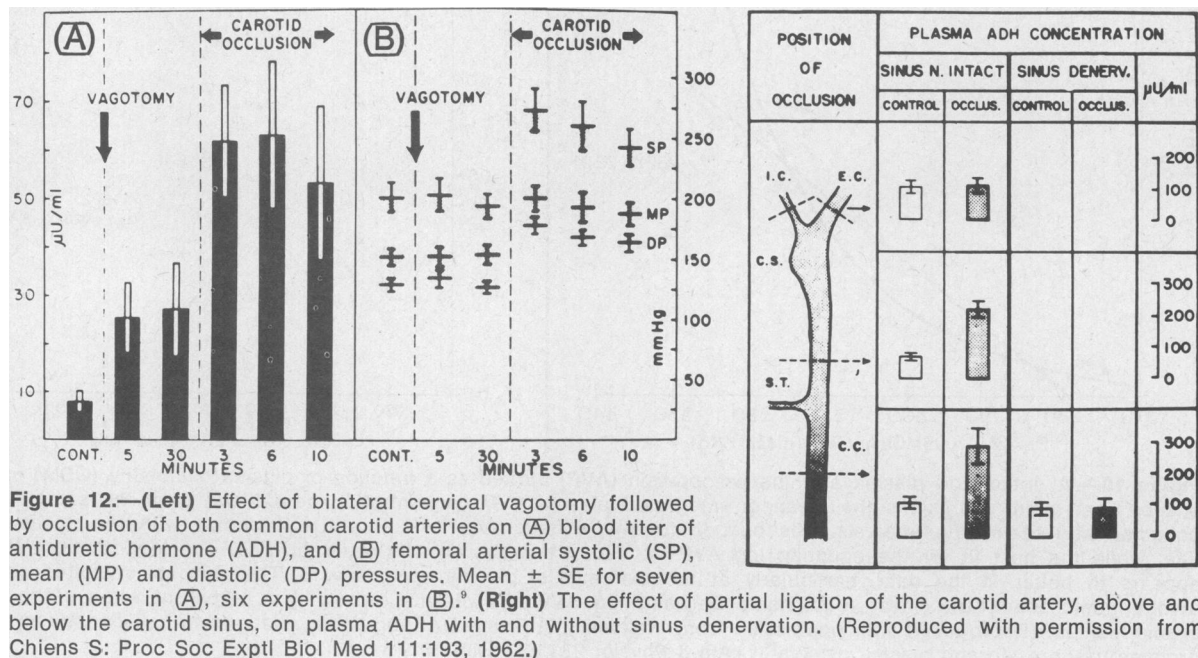 (A)
CAROTID
OCCLUSION
VAGOTOMY
70
50
30
10
μU/ml
CONT. 5 30 3 6 10
MINUTES
(B)
CAROTID
OCCLUSION
VAGOTOMY
300
250
200
150
100
50
mmHg
SP
MP
DP
CONT. 5 30 3 6 10
MINUTES
POSITION
OF
OCCLUSION
PLASMA ADH CONCENTRATION
SINUS N. INTACT SINUS DENERV.
CONTROL OCCLUS. CONTROL OCCLUS.
μU/ml
I.C. E.C.
C.S.
S.T.
C.C.
200
100
0
300
200
100
0
300
200
100
0
Figure 12.—(Left) Effect of bilateral cervical vagotomy followed
by occlusion of both common carotid arteries on (A) blood titer of
antiduretic hormone (ADH), and (B) femoral arterial systolic (SP),
mean (MP) and diastolic (DP) pressures. Mean ± SE for seven
experiments in (A), six experiments in (B).⁹ (Right) The effect of partial ligation of the carotid artery, above and
below the carotid sinus, on plasma ADH with and without sinus denervation. (Reproduced with permission from
Chiens S: Proc Soc Exptl Biol Med 111:193, 1962.)